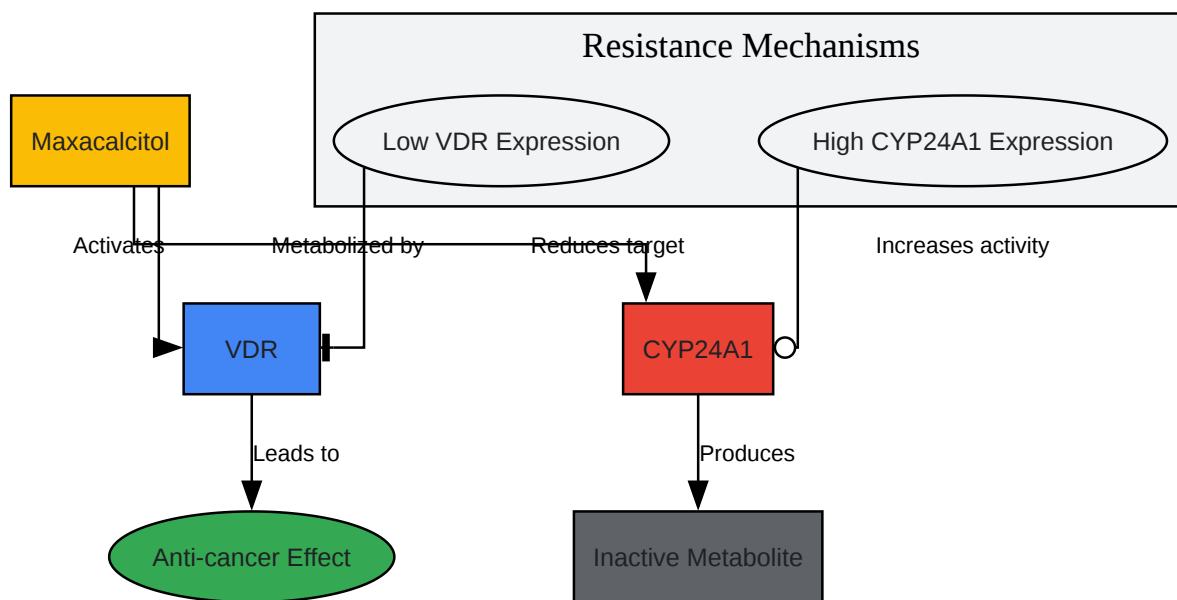 Resistance Mechanisms
Maxacalcitol
Low VDR Expression
High CYP24A1 Expression
Activates
Metabolized by
Reduces target
Increases activity
VDR
CYP24A1
Leads to
Produces
Anti-cancer Effect
Inactive Metabolite